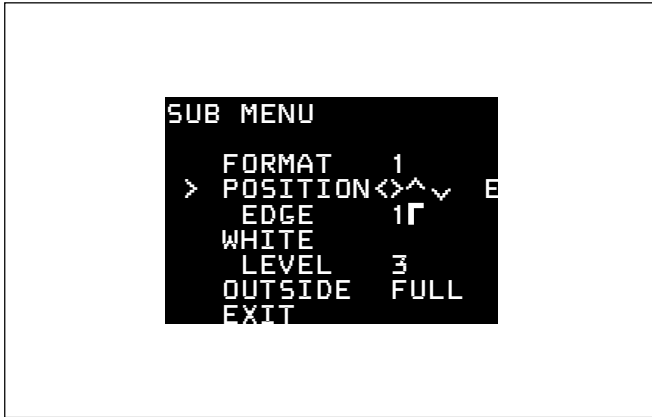 SUB MENU
FORMAT 1
> POSITION<>^⌄ E
EDGE 1┏
WHITE
LEVEL 3
OUTSIDE FULL
EXIT